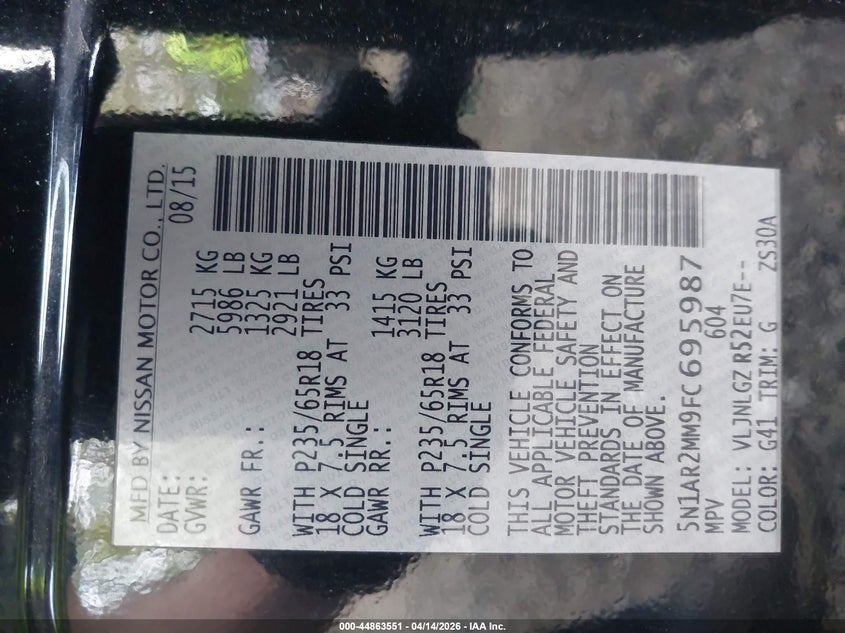 MFD BY NISSAN MOTOR CO., LTD.
DATE: 08/15
GVWR: 2715 KG
5986 LB
GAWR FR.: 1325 KG
2921 LB
WITH P235/65R18 TIRES
18 X 7.5 RIMS AT 33 PSI
COLD SINGLE
GAWR RR.: 1415 KG
3120 LB
WITH P235/65R18 TIRES
18 X 7.5 RIMS AT 33 PSI
COLD SINGLE
THIS VEHICLE CONFORMS TO
ALL APPLICABLE FEDERAL
MOTOR VEHICLE SAFETY AND
THEFT PREVENTION
STANDARDS IN EFFECT ON
THE DATE OF MANUFACTURE
SHOWN ABOVE.
5N1AR2MM9FC695987
MPV 604
MODEL: VLJNLGZ R52EU7E--
COLOR: G41 TRIM: G ZS30A
000-44863551 - 04/14/2026 - IAA Inc.